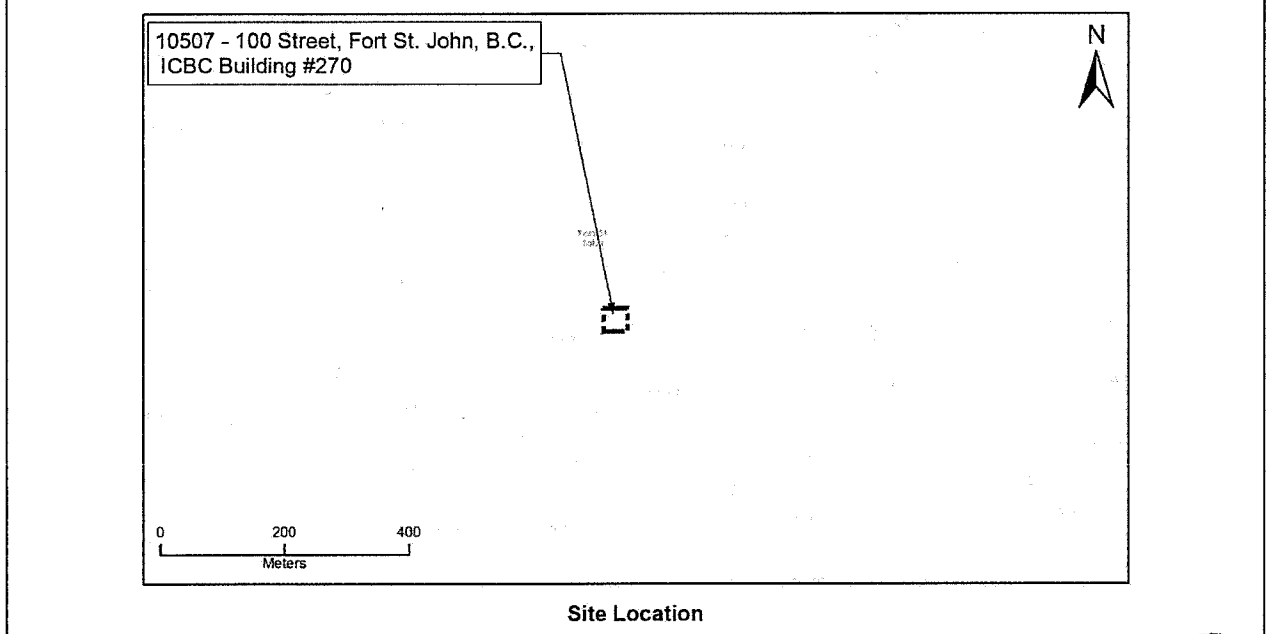 10507 - 100 Street, Fort St. John, B.C.,
ICBC Building #270
N
0 200 400
Meters
Site Location